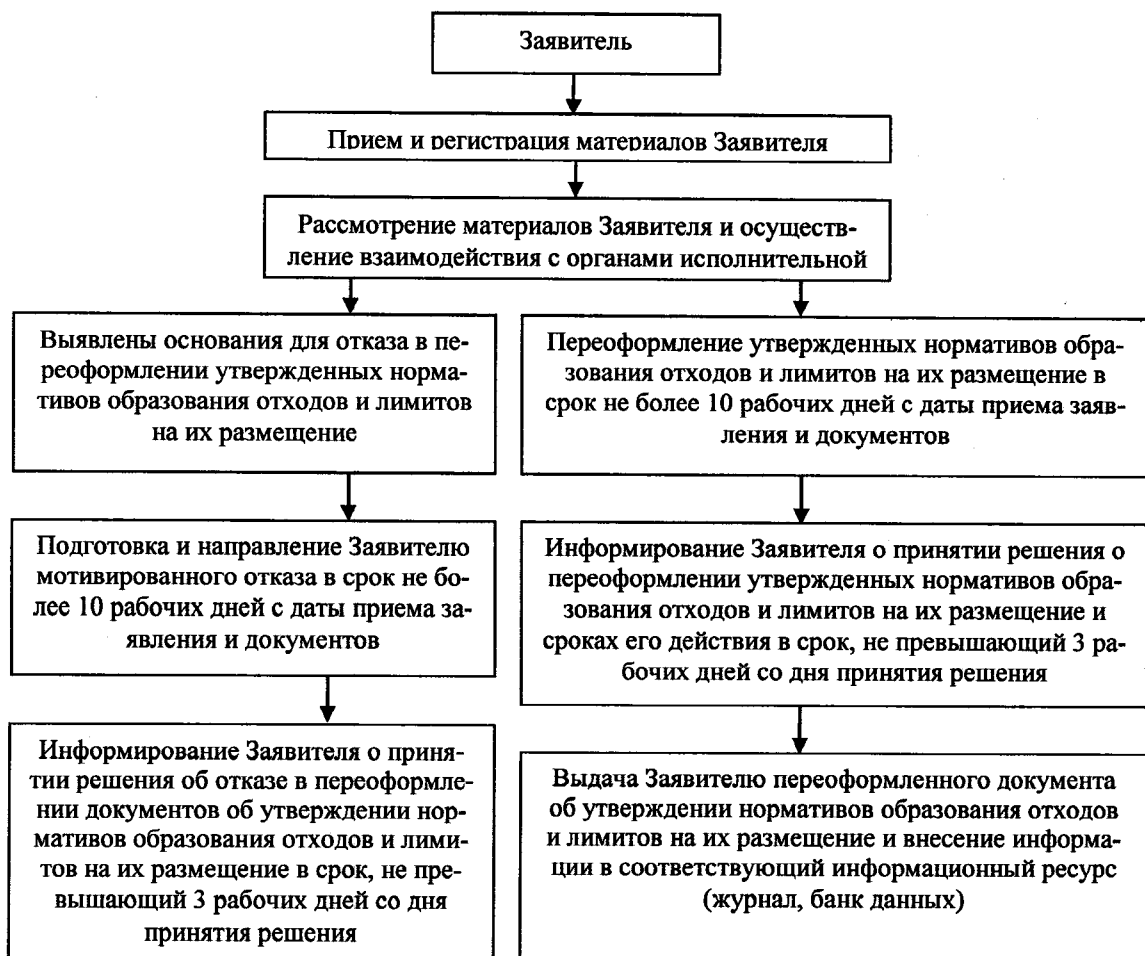 Заявитель
Прием и регистрация материалов Заявителя
Рассмотрение материалов Заявителя и осуществ-
ление взаимодействия с органами исполнительной
Выявлены основания для отказа в пе-
реоформлении утвержденных норма-
тивов образования отходов и лимитов
на их размещение
Переоформление утвержденных нормативов обра-
зования отходов и лимитов на их размещение в
срок не более 10 рабочих дней с даты приема заяв-
ления и документов
Подготовка и направление Заявителю
мотивированного отказа в срок не бо-
лее 10 рабочих дней с даты приема за-
явления и документов
Информирование Заявителя о принятии решения о
переоформлении утвержденных нормативов обра-
зования отходов и лимитов на их размещение и
сроках его действия в срок, не превышающий 3 ра-
бочих дней со дня принятия решения
Информирование Заявителя о приня-
тии решения об отказе в переоформле-
нии документов об утверждении нор-
мативов образования отходов и лими-
тов на их размещение в срок, не пре-
вышающий 3 рабочих дней со дня
принятия решения
Выдача Заявителю переоформленного документа
об утверждении нормативов образования отходов
и лимитов на их размещение и внесение информа-
ции в соответствующий информационный ресурс
(журнал, банк данных)